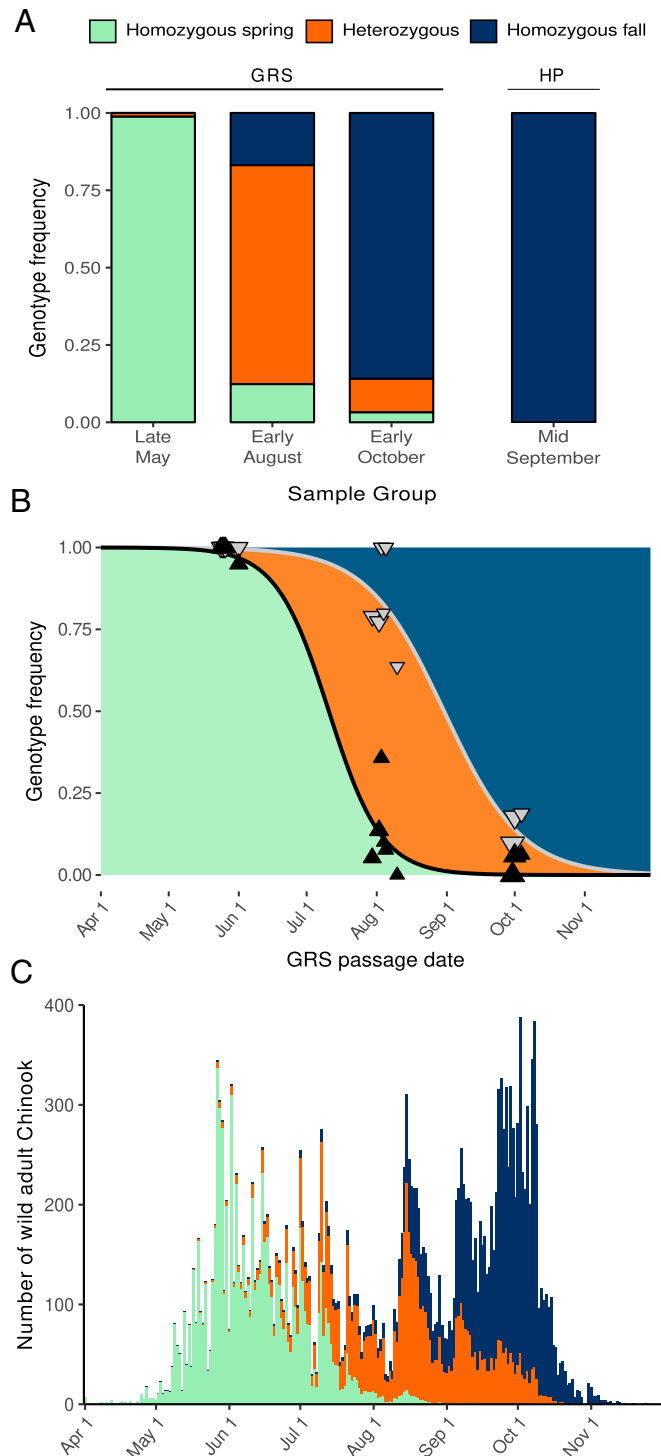 A
Homozygous spring Heterozygous Homozygous fall
GRS HP
Genotype frequency
1.00
0.75
0.50
0.25
0.00
Late May
Early August
Early October
Mid September
Sample Group
B
Genotype frequency
1.00
0.75
0.50
0.25
0.00
Apr 1 May 1 Jun 1 Jul 1 Aug 1 Sep 1 Oct 1 Nov 1
GRS passage date
C
Number of wild adult Chinook
400
300
200
100
0
Apr 1 May 1 Jun 1 Jul 1 Aug 1 Sep 1 Oct 1 Nov 1